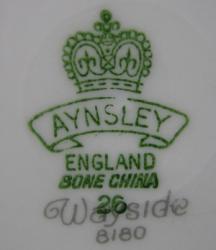 AYNSLEY
ENGLAND
BONE CHINA
26
Wayside
8180